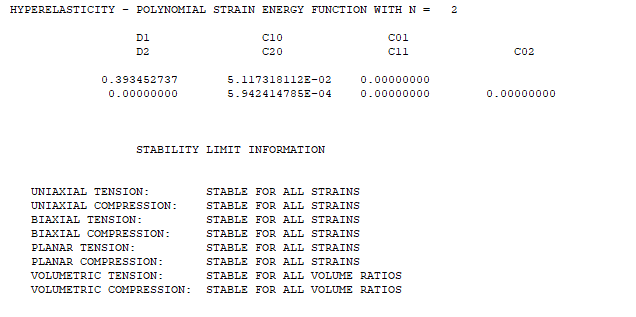 HYPERELASTICITY - POLYNOMIAL STRAIN ENERGY FUNCTION WITH N = 2
D1 C10 C01
D2 C20 C11 C02
0.393452737 5.117318112E-02 0.00000000
0.00000000 5.942414785E-04 0.00000000 0.00000000
STABILITY LIMIT INFORMATION
UNIAXIAL TENSION: STABLE FOR ALL STRAINS
UNIAXIAL COMPRESSION: STABLE FOR ALL STRAINS
BIAXIAL TENSION: STABLE FOR ALL STRAINS
BIAXIAL COMPRESSION: STABLE FOR ALL STRAINS
PLANAR TENSION: STABLE FOR ALL STRAINS
PLANAR COMPRESSION: STABLE FOR ALL STRAINS
VOLUMETRIC TENSION: STABLE FOR ALL VOLUME RATIOS
VOLUMETRIC COMPRESSION: STABLE FOR ALL VOLUME RATIOS